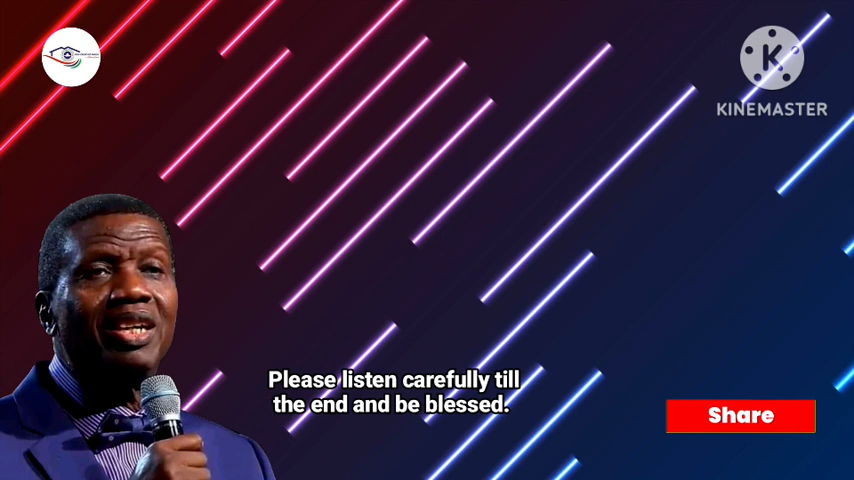 KINEMASTER
Please listen carefully till
the end and be blessed.
Share